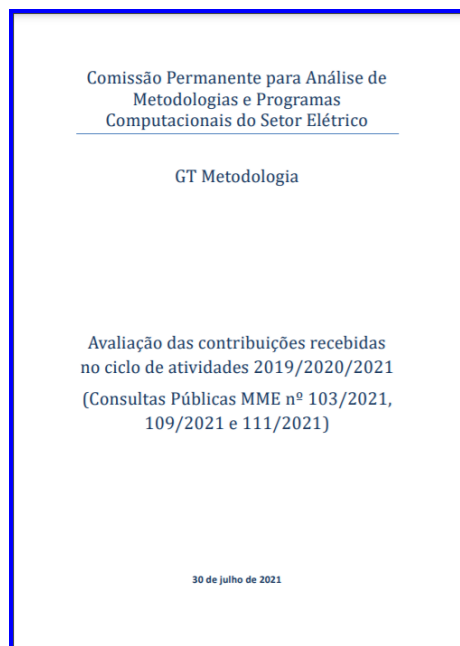 Comissão Permanente para Análise de
Metodologias e Programas
Computacionais do Setor Elétrico
GT Metodologia
Avaliação das contribuições recebidas
no ciclo de atividades 2019/2020/2021
(Consultas Públicas MME nº 103/2021,
109/2021 e 111/2021)
30 de julho de 2021